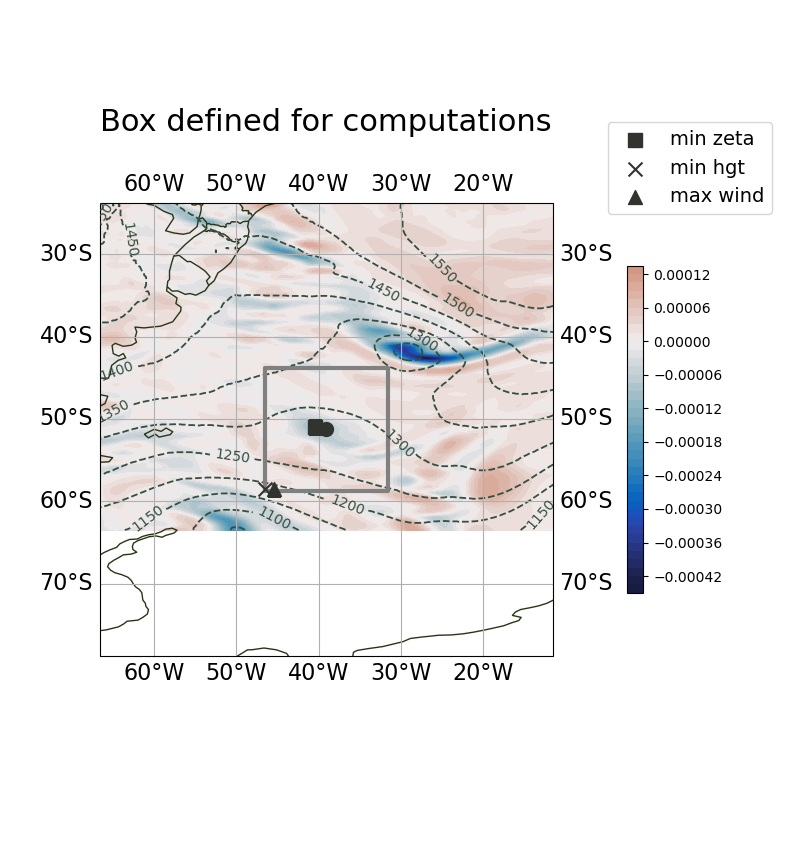 Box defined for computations
min zeta
min hgt
max wind
60°W 50°W 40°W 30°W 20°W
30°S 30°S
40°S 40°S
50°S 50°S
60°S 60°S
70°S 70°S
60°W 50°W 40°W 30°W 20°W
1450
1550
1450
1500
1300
1400
1350
1300
1250
1200
1150
1100
1150
0.00012
0.00006
0.00000
−0.00006
−0.00012
−0.00018
−0.00024
−0.00030
−0.00036
−0.00042